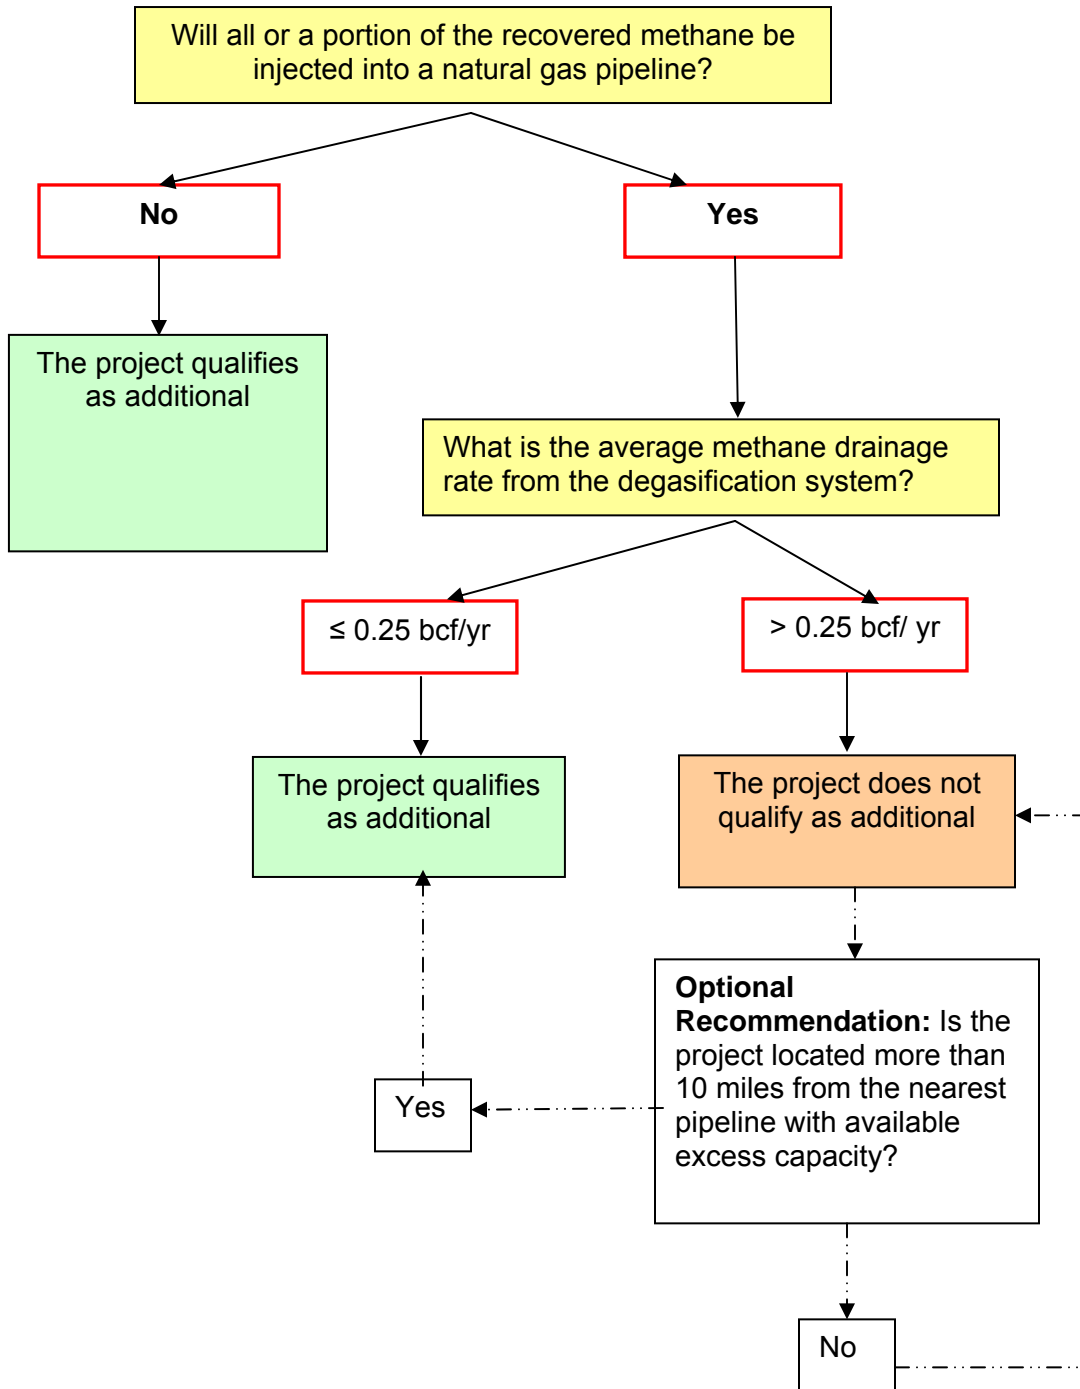 Will all or a portion of the recovered methane be
injected into a natural gas pipeline?
No
Yes
The project qualifies
as additional
What is the average methane drainage
rate from the degasification system?
≤ 0.25 bcf/yr
> 0.25 bcf/ yr
The project qualifies
as additional
The project does not
qualify as additional
Optional
Recommendation: Is the
project located more than
10 miles from the nearest
pipeline with available
excess capacity?
Yes
No